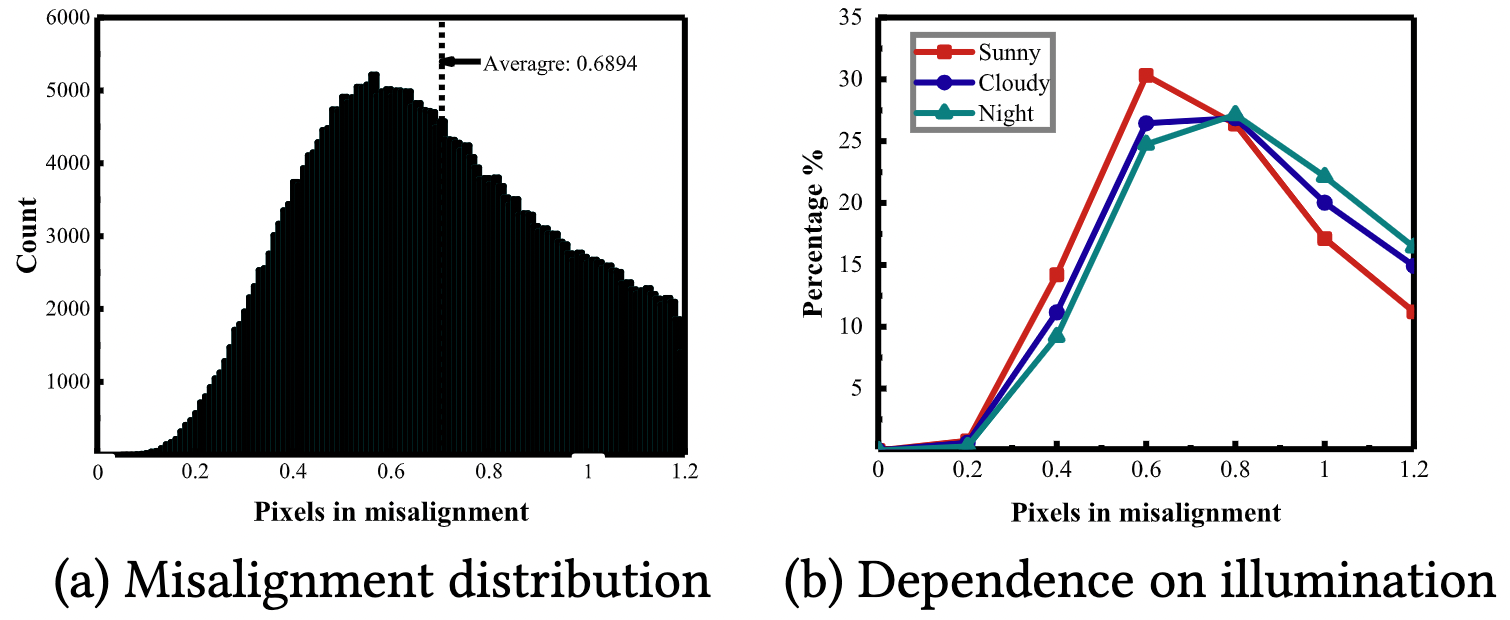 6000
5000
4000
3000
2000
1000
Count
Averagre: 0.6894
0 0.2 0.4 0.6 0.8 1 1.2
Pixels in misalignment
(a) Misalignment distribution
35
30
25
20
15
10
5
Percentage %
Sunny
Cloudy
Night
0 0.2 0.4 0.6 0.8 1 1.2
Pixels in misalignment
(b) Dependence on illumination